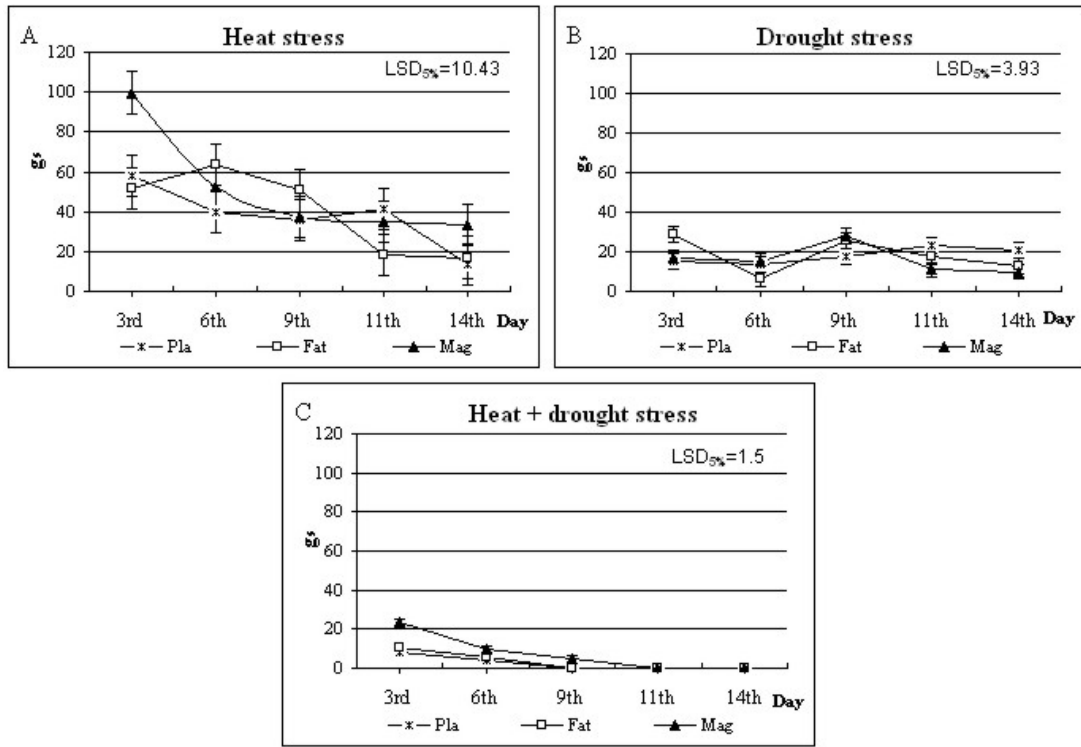 A
Heat stress
LSD5%=10.43
120
100
80
60
40
20
0
gs
3rd 6th 9th 11th 14th Day
Pla Fat Mag
B
Drought stress
LSD5%=3.93
120
100
80
60
40
20
0
gs
3rd 6th 9th 11th 14th Day
Pla Fat Mag
C
Heat + drought stress
LSD5%=1.5
120
100
80
60
40
20
0
gs
3rd 6th 9th 11th 14th Day
Pla Fat Mag